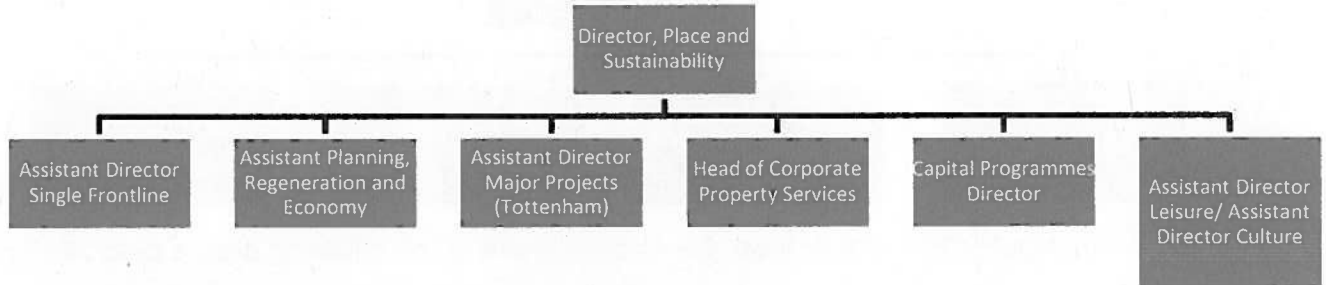 Director, Place and
Sustainability
Assistant Director
Single Frontline
Assistant Planning,
Regeneration and
Economy
Assistant Director
Major Projects
(Tottenham)
Head of Corporate
Property Services
Capital Programmes
Director
Assistant Director
Leisure/ Assistant
Director Culture